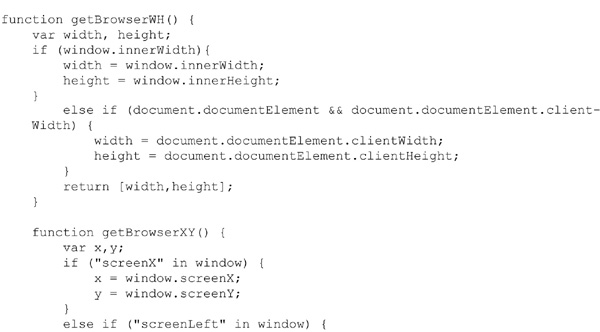 function getBrowserWH() {
    var width, height;
    if (window.innerWidth){
        width = window.innerWidth;
        height = window.innerHeight;
    }
        else if (document.documentElement && document.documentElement.client-
    Width) {
            width = document.documentElement.clientWidth;
            height = document.documentElement.clientHeight;
        }
        return [width,height];
    }

    function getBrowserXY() {
        var x,y;
        if ("screenX" in window) {
            x = window.screenX;
            y = window.screenY;
        }
        else if ("screenLeft" in window) {